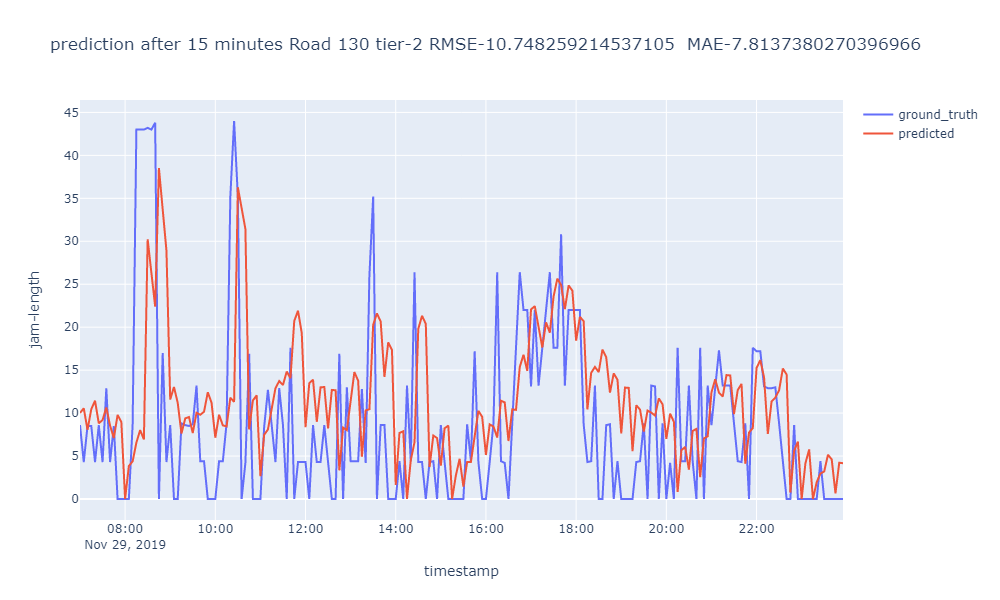 prediction after 15 minutes Road 130 tier-2 RMSE-10.748259214537105 MAE-7.8137380270396966
ground_truth
predicted
45
40
35
30
25
20
15
10
5
0
jam-length
08:00 10:00 12:00 14:00 16:00 18:00 20:00 22:00
Nov 29, 2019
timestamp